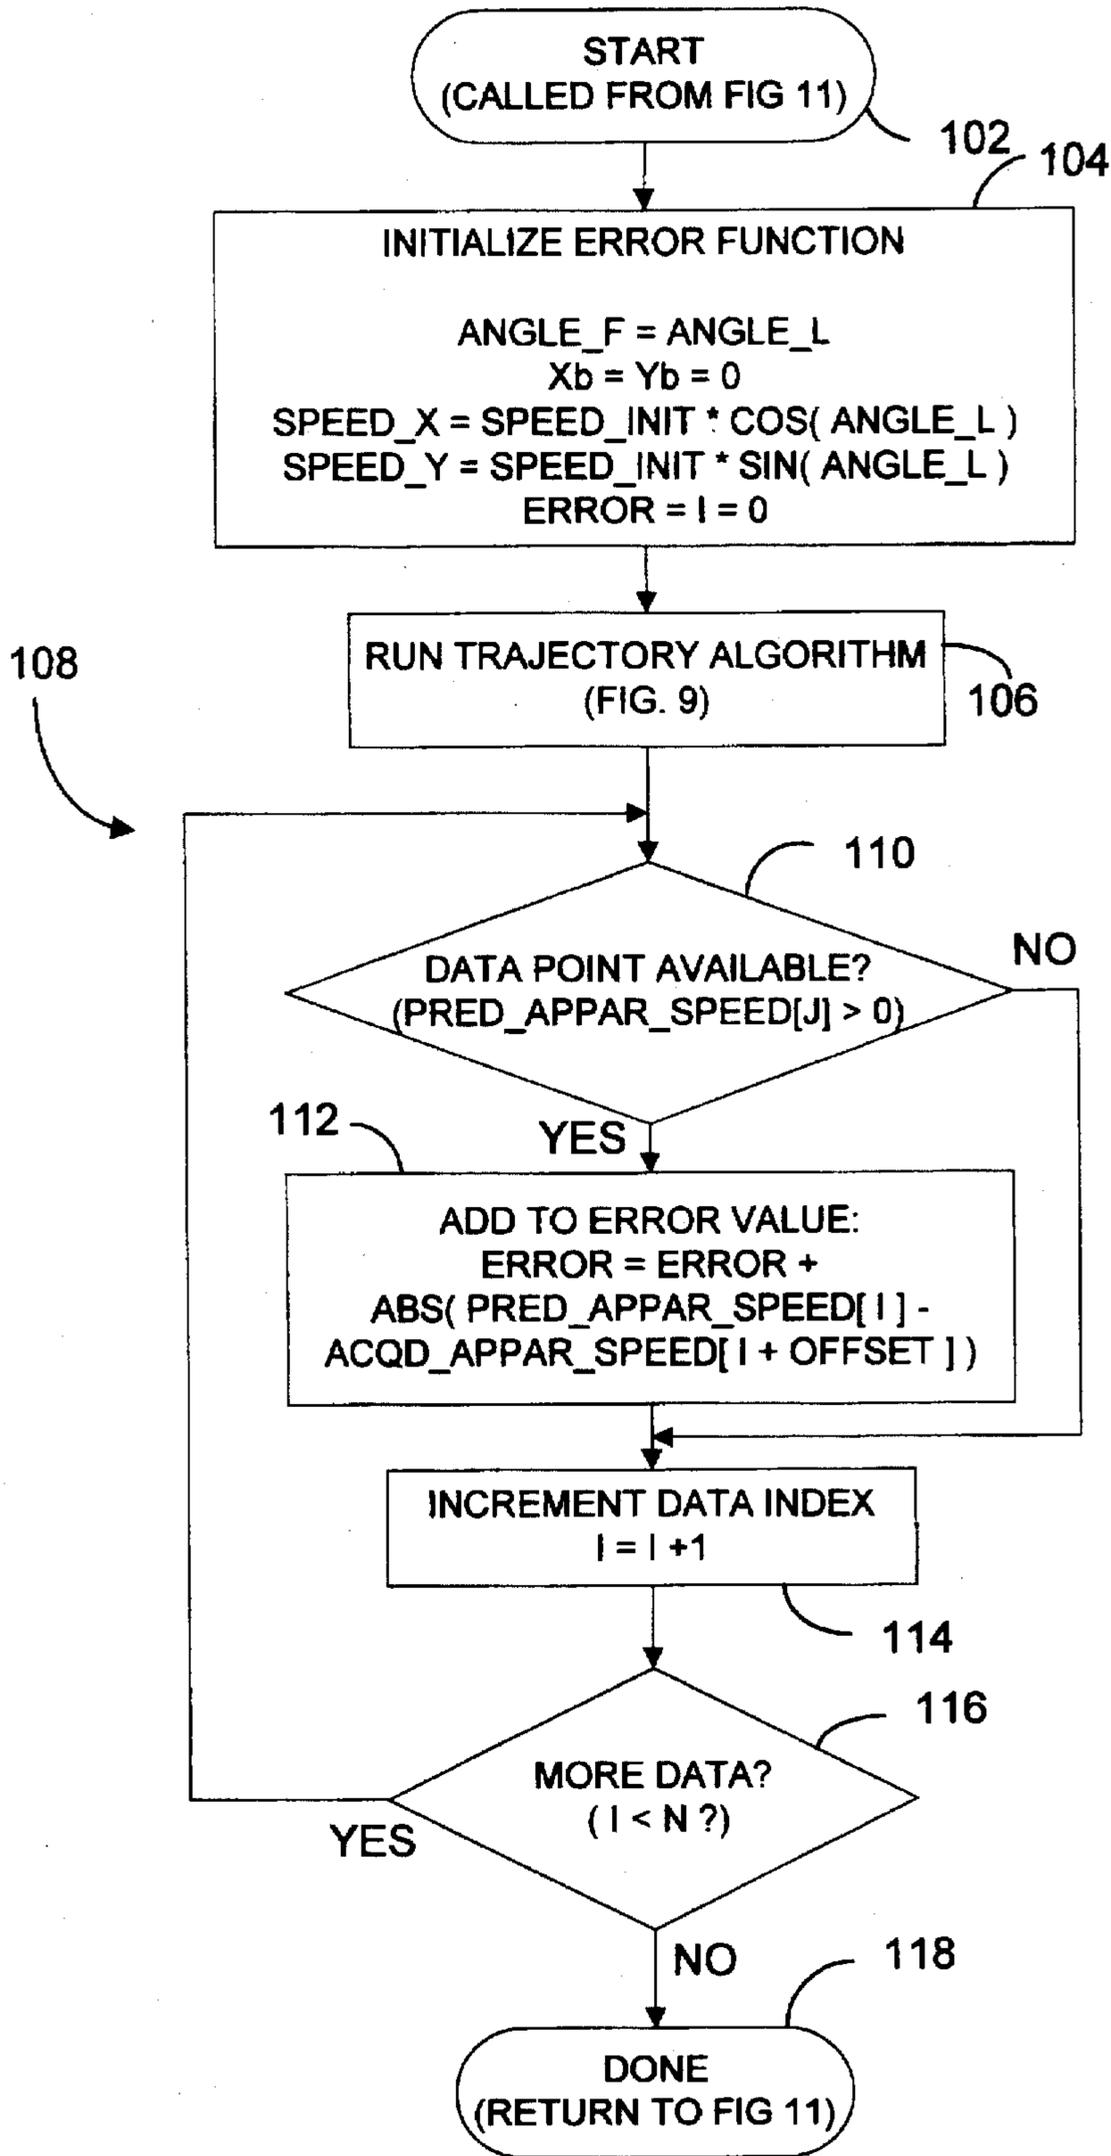 START
(CALLED FROM FIG 11)
102
104
INITIALIZE ERROR FUNCTION
ANGLE_F = ANGLE_L
Xb = Yb = 0
SPEED_X = SPEED_INIT * COS( ANGLE_L )
SPEED_Y = SPEED_INIT * SIN( ANGLE_L )
ERROR = I = 0
108
RUN TRAJECTORY ALGORITHM
(FIG. 9)
106
110
DATA POINT AVAILABLE?
(PRED_APPAR_SPEED[J] > 0)
NO
YES
112
ADD TO ERROR VALUE:
ERROR = ERROR +
ABS( PRED_APPAR_SPEED[ I ] -
ACQD_APPAR_SPEED[ I + OFFSET ] )
INCREMENT DATA INDEX
I = I +1
114
116
MORE DATA?
( I < N ?)
YES
NO
118
DONE
(RETURN TO FIG 11)